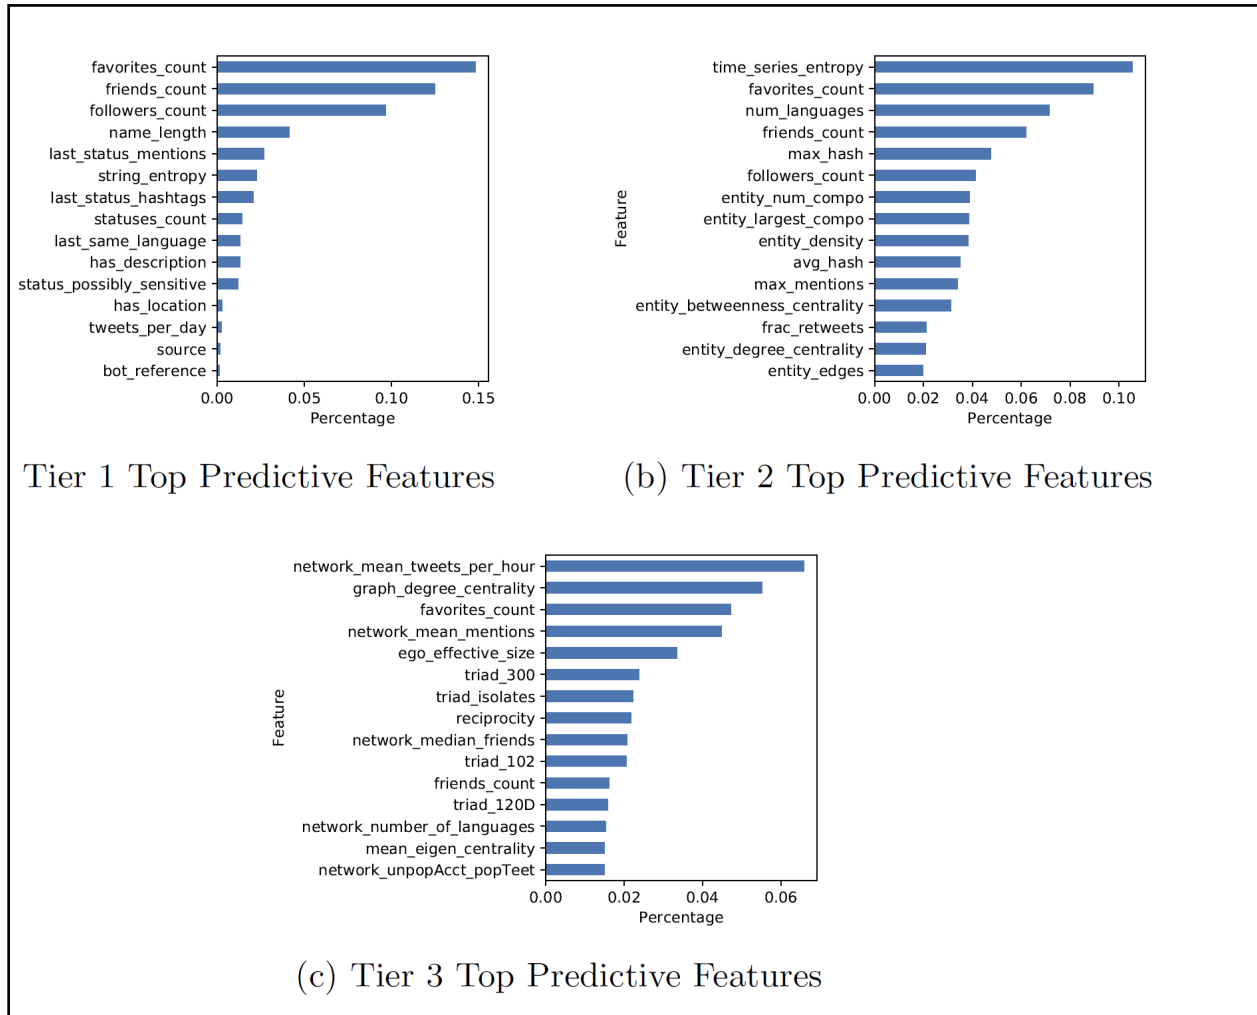 favorites_count
friends_count
followers_count
name_length
last_status_mentions
string_entropy
last_status_hashtags
statuses_count
last_same_language
has_description
status_possibly_sensitive
has_location
tweets_per_day
source
bot_reference
0.00 0.05 0.10 0.15
Percentage
Tier 1 Top Predictive Features
Feature
time_series_entropy
favorites_count
num_languages
friends_count
max_hash
followers_count
entity_num_compo
entity_largest_compo
entity_density
avg_hash
max_mentions
entity_betweenness_centrality
frac_retweets
entity_degree_centrality
entity_edges
0.00 0.02 0.04 0.06 0.08 0.10
Percentage
(b) Tier 2 Top Predictive Features
Feature
network_mean_tweets_per_hour
graph_degree_centrality
favorites_count
network_mean_mentions
ego_effective_size
triad_300
triad_isolates
reciprocity
network_median_friends
triad_102
friends_count
triad_120D
network_number_of_languages
mean_eigen_centrality
network_unpopAcct_popTeet
0.00 0.02 0.04 0.06
Percentage
(c) Tier 3 Top Predictive Features